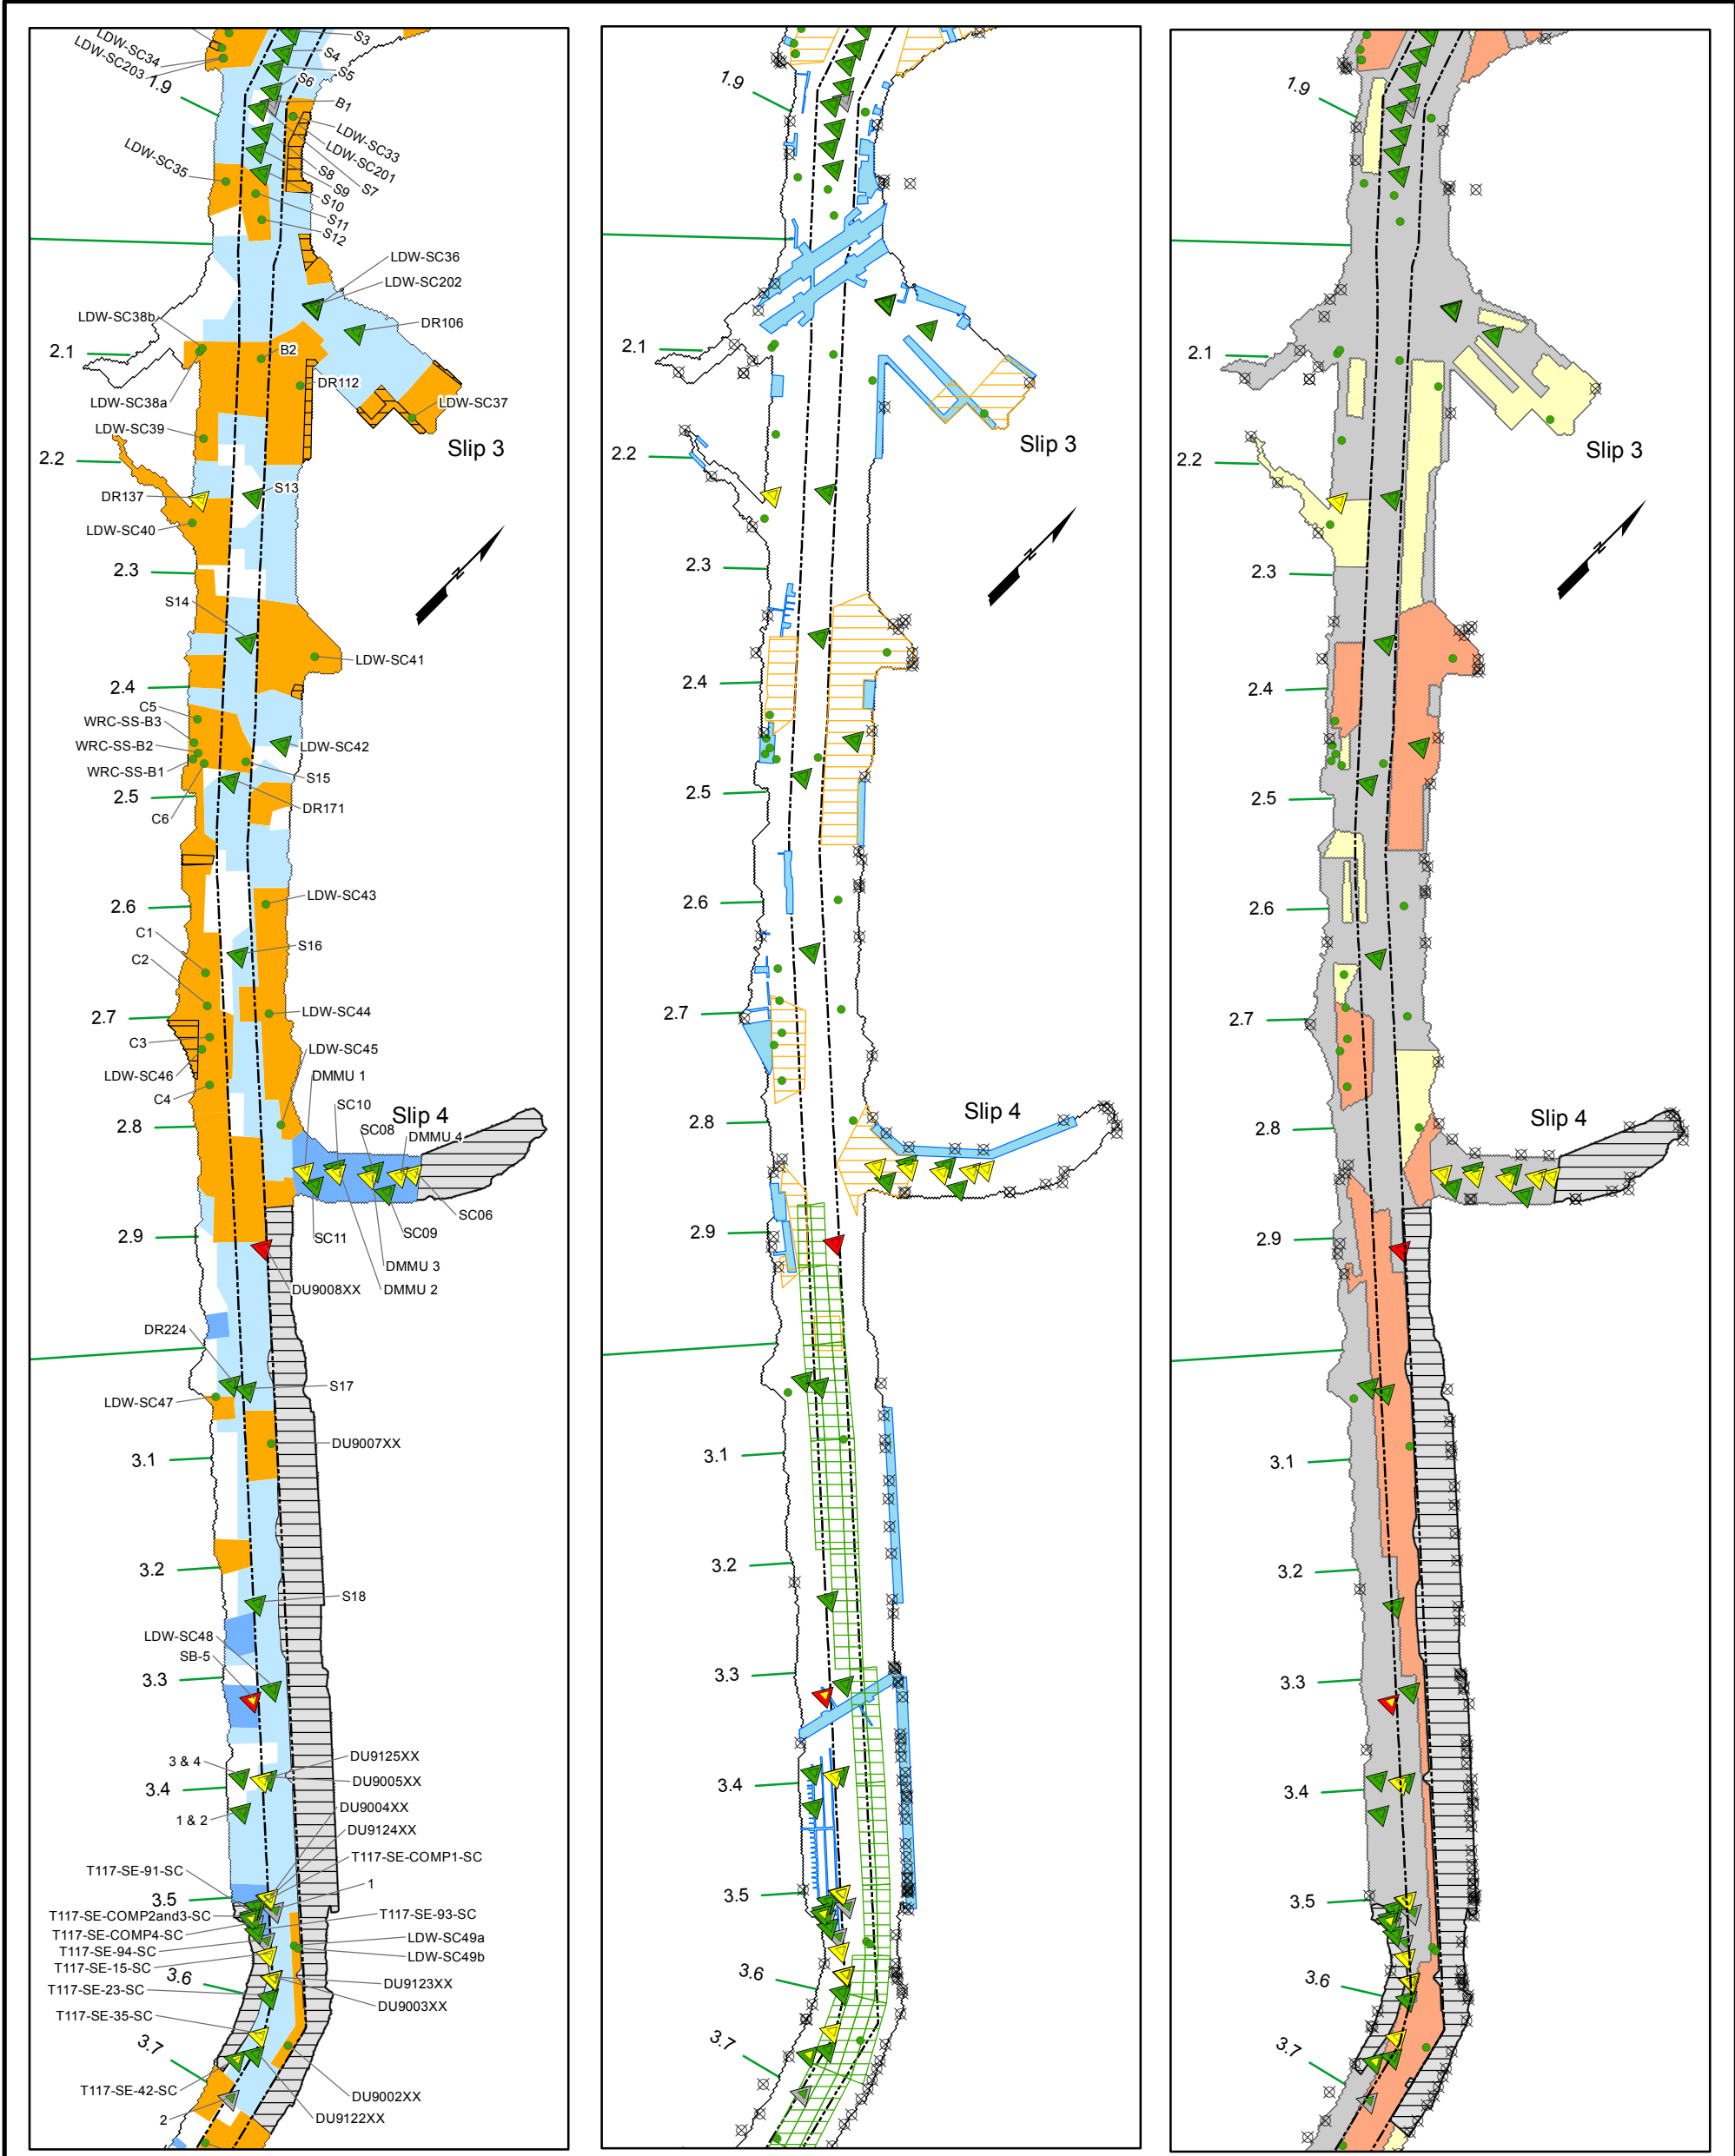 S3
LDW-SC34
S4
LDW-SC203
S5
S6
1.9
B1
LDW-SC33
LDW-SC201
LDW-SC35
S8
S7
S9
S10
S11
S12
LDW-SC36
LDW-SC202
LDW-SC38b
DR106
2.1
B2
DR112
LDW-SC38a
LDW-SC37
LDW-SC39
Slip 3
2.2
S13
DR137
LDW-SC40
N
2.3
S14
LDW-SC41
2.4
C5
WRC-SS-B3
WRC-SS-B2
LDW-SC42
WRC-SS-B1
S15
2.5
DR171
C6
LDW-SC43
2.6
C1
S16
C2
2.7
LDW-SC44
C3
LDW-SC45
LDW-SC46
DMMU 1
C4
SC10
Slip 4
2.8
SC08
DMMU 4
SC06
2.9
SC11
SC09
DMMU 3
DU9008XX
DMMU 2
DR224
S17
LDW-SC47
DU9007XX
3.1
3.2
S18
LDW-SC48
SB-5
3.3
3 & 4
DU9125XX
3.4
DU9005XX
DU9004XX
1 & 2
DU9124XX
T117-SE-COMP1-SC
T117-SE-91-SC
1
3.5
T117-SE-COMP2and3-SC
T117-SE-93-SC
T117-SE-COMP4-SC
LDW-SC49a
T117-SE-94-SC
LDW-SC49b
T117-SE-15-SC
3.6
DU9123XX
T117-SE-23-SC
DU9003XX
T117-SE-35-SC
3.7
T117-SE-42-SC
DU9002XX
2
DU9122XX
1.9
2.1
Slip 3
2.2
N
2.3
2.4
2.5
2.6
2.7
Slip 4
2.8
2.9
3.1
3.2
3.3
3.4
3.5
3.6
3.7
1.9
2.1
Slip 3
2.2
N
2.3
2.4
2.5
2.6
2.7
Slip 4
2.8
2.9
3.1
3.2
3.3
3.4
3.5
3.6
3.7